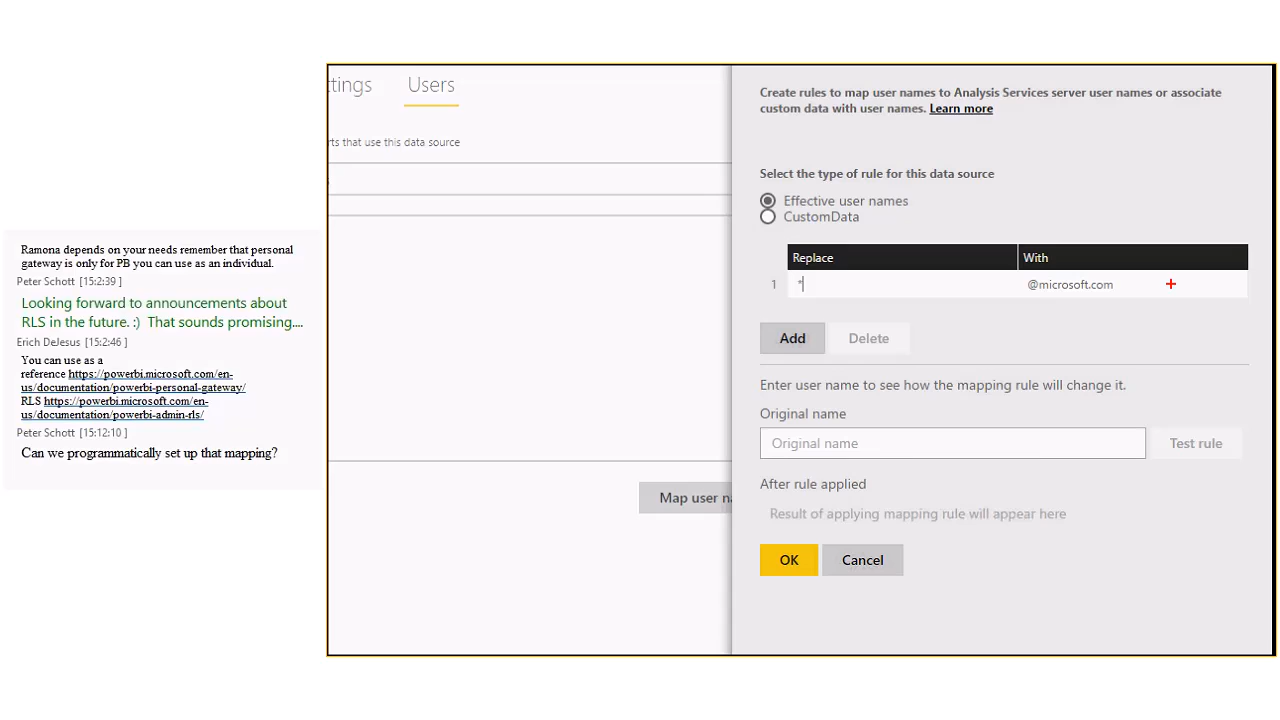 Ramona depends on your needs remember that personal
gateway is only for PB you can use as an individual.
Peter Schott [15:2:39 ]
Looking forward to announcements about
RLS in the future. :)  That sounds promising....
Erich DeJesus [15:2:46 ]
You can use as a
reference https://powerbi.microsoft.com/en-
us/documentation/powerbi-personal-gateway/
RLS https://powerbi.microsoft.com/en-
us/documentation/powerbi-admin-rls/
Peter Schott [15:12:10 ]
Can we programmatically set up that mapping?
ttings Users
rts that use this data source
Map user na
Create rules to map user names to Analysis Services server user names or associate
custom data with user names. Learn more
Select the type of rule for this data source
Effective user names
CustomData
Replace With
1 * @microsoft.com
Add Delete
Enter user name to see how the mapping rule will change it.
Original name
Original name Test rule
After rule applied
Result of applying mapping rule will appear here
OK Cancel